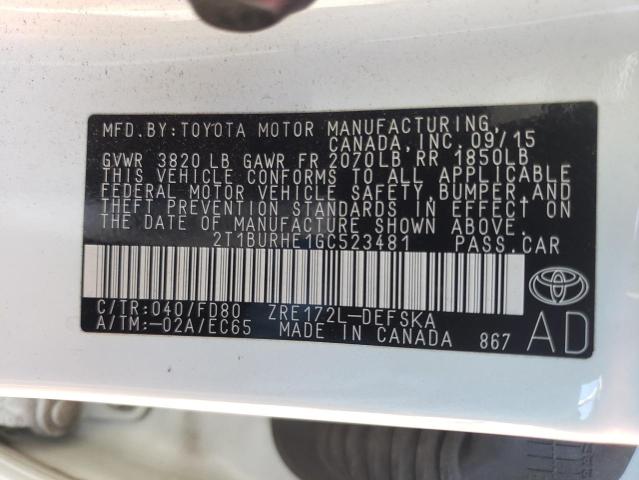 MFD.BY:TOYOTA MOTOR MANUFACTURING,
CANADA, INC. 09/15
GVWR 3820 LB GAWR FR 2070LB RR 1850LB
THIS VEHICLE CONFORMS TO ALL APPLICABLE
FEDERAL MOTOR VEHICLE SAFETY, BUMPER, AND
THEFT PREVENTION STANDARDS IN EFFECT ON
THE DATE OF MANUFACTURE SHOWN ABOVE.
2T1BURHE1GC523481 PASS.CAR
C/TR:040/FD80 ZRE172L-DEFSKA
A/TM:-02A/EC65 MADE IN CANADA 867
AD